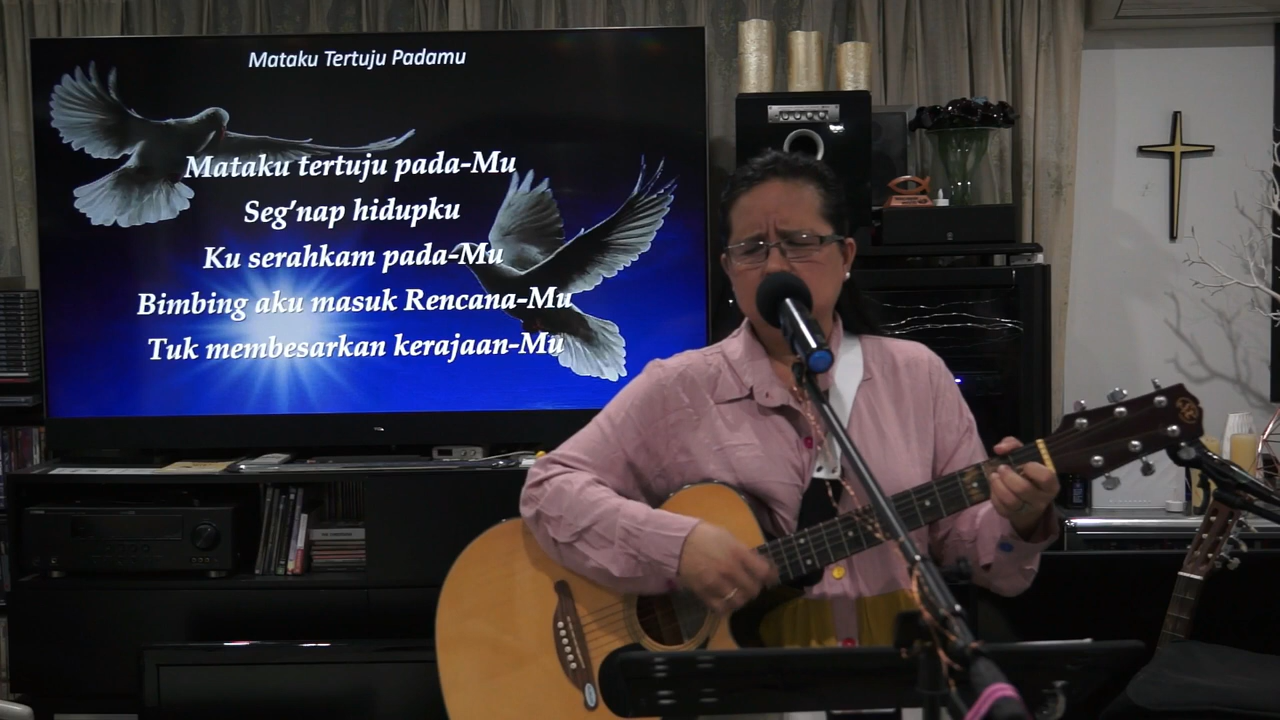 Mataku Tertuju Padamu
Mataku tertuju pada-Mu
Seg'nap hidupku
Ku serahkam pada-Mu
Bimbing aku masuk Rencana-Mu
Tuk membesarkan kerajaan-Mu